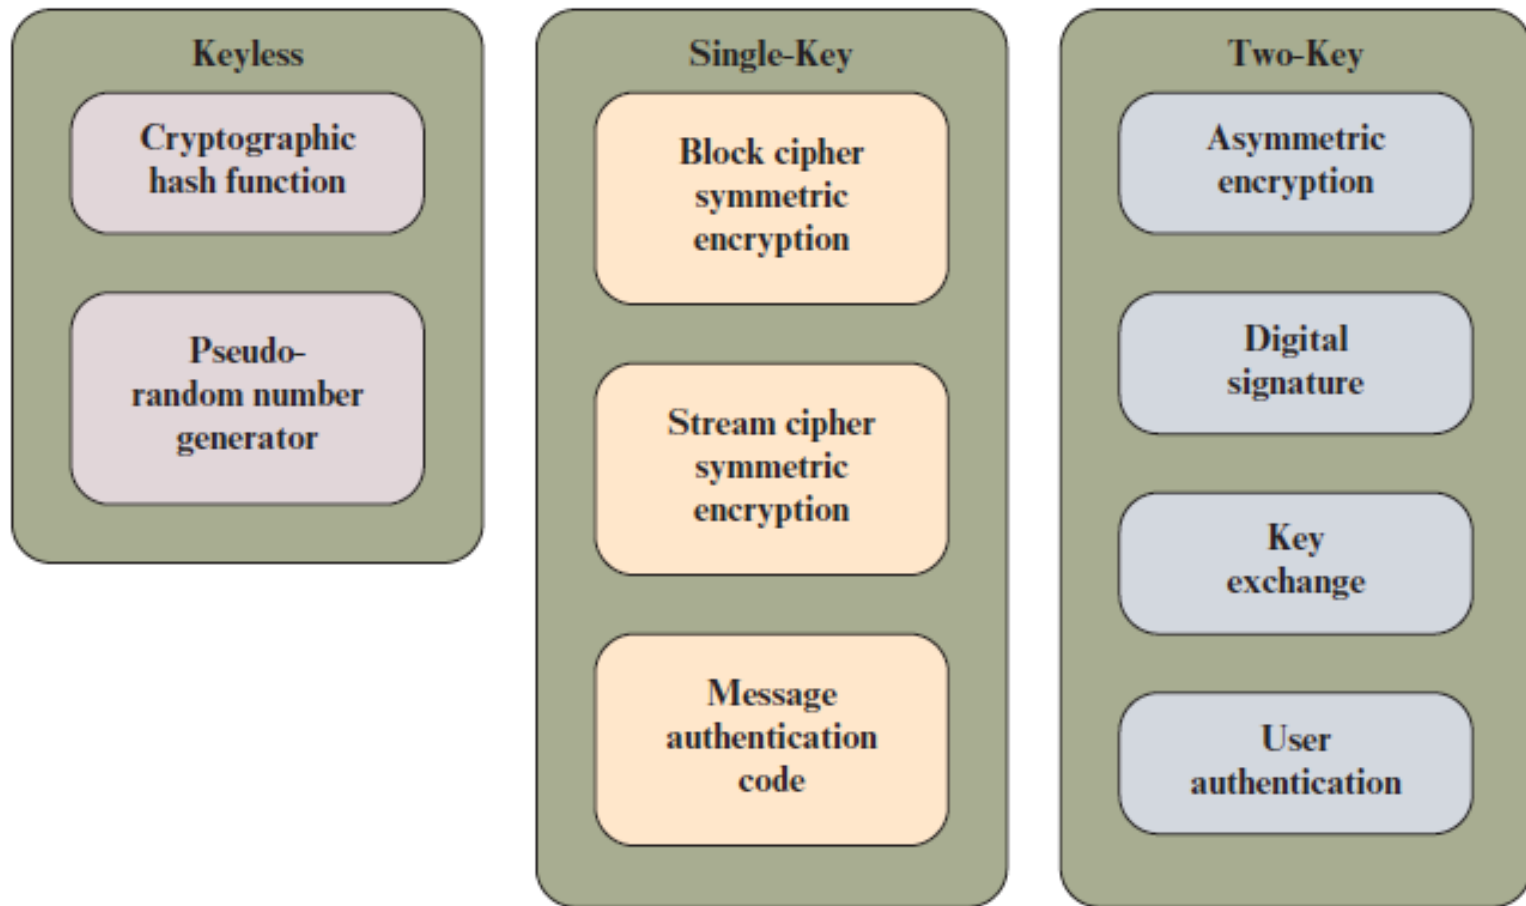 Keyless
Cryptographic
hash function
Pseudo-
random number
generator
Single-Key
Block cipher
symmetric
encryption
Stream cipher
symmetric
encryption
Message
authentication
code
Two-Key
Asymmetric
encryption
Digital
signature
Key
exchange
User
authentication